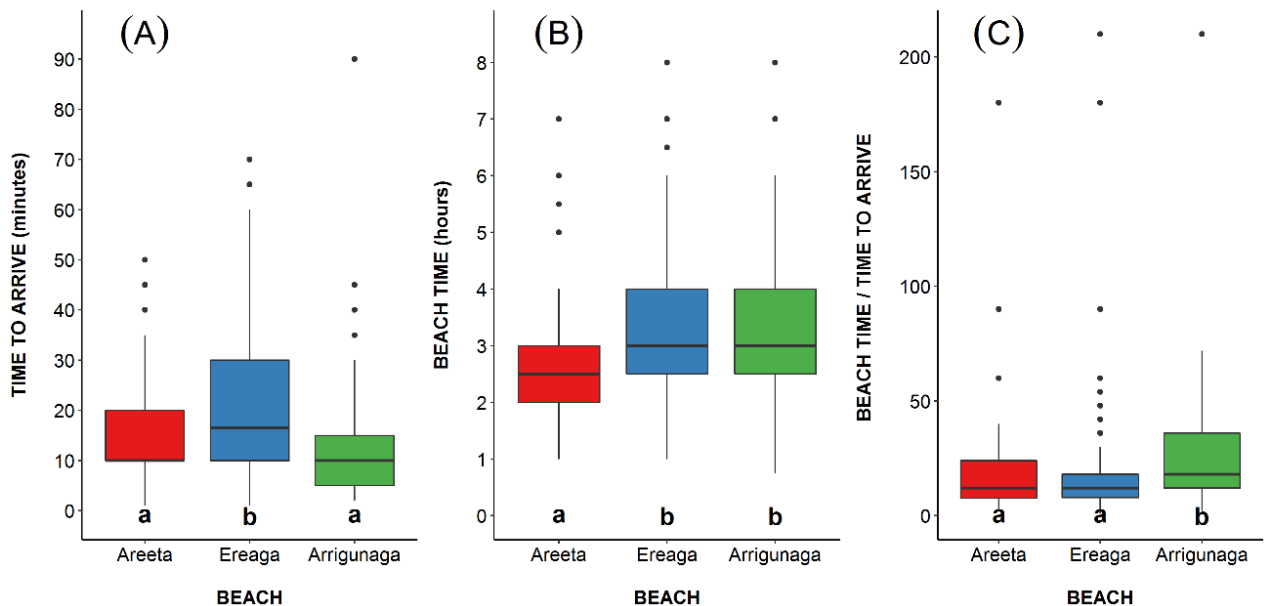 (A)
TIME TO ARRIVE (minutes)
90
80
70
60
50
40
30
20
10
0
a b a
Areeta Ereaga Arrigunaga
BEACH
(B)
BEACH TIME (hours)
8
7
6
5
4
3
2
1
0
a b b
Areeta Ereaga Arrigunaga
BEACH
(C)
BEACH TIME / TIME TO ARRIVE
200
150
100
50
0
a a b
Areeta Ereaga Arrigunaga
BEACH